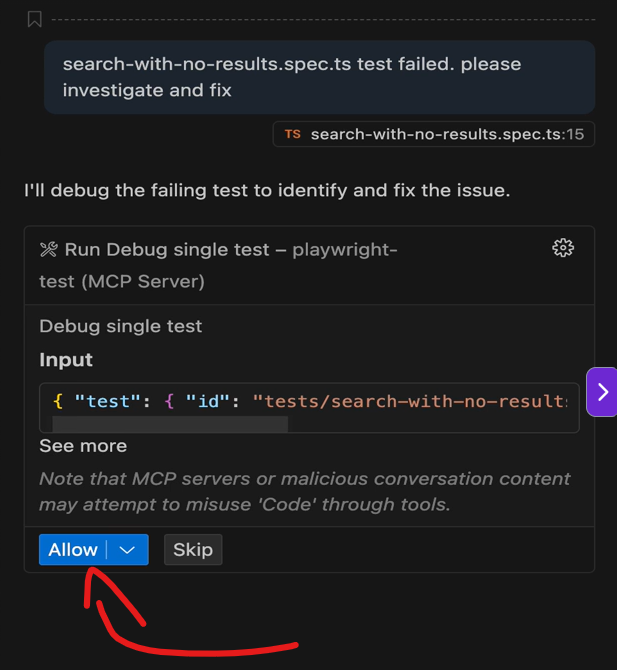 search-with-no-results.spec.ts test failed. please
investigate and fix
TS search-with-no-results.spec.ts:15
I'll debug the failing test to identify and fix the issue.
Run Debug single test – playwright-
test (MCP Server)
Debug single test
Input
{ "test": { "id": "tests/search-with-no-result
See more
Note that MCP servers or malicious conversation content
may attempt to misuse 'Code' through tools.
Allow
Skip